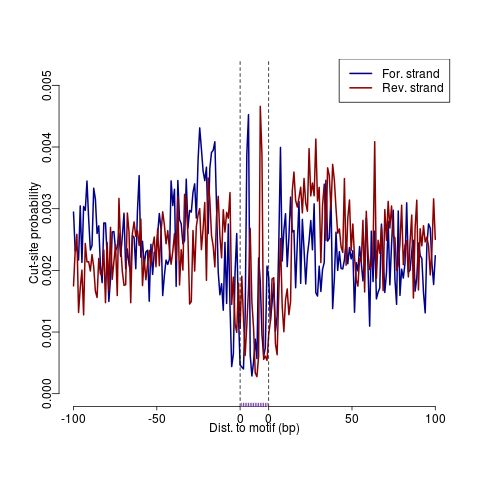 For. strand
Rev. strand
Cut-site probability
0.005
0.004
0.003
0.002
0.001
0.000
-100 -50 0 0 50 100
Dist. to motif (bp)